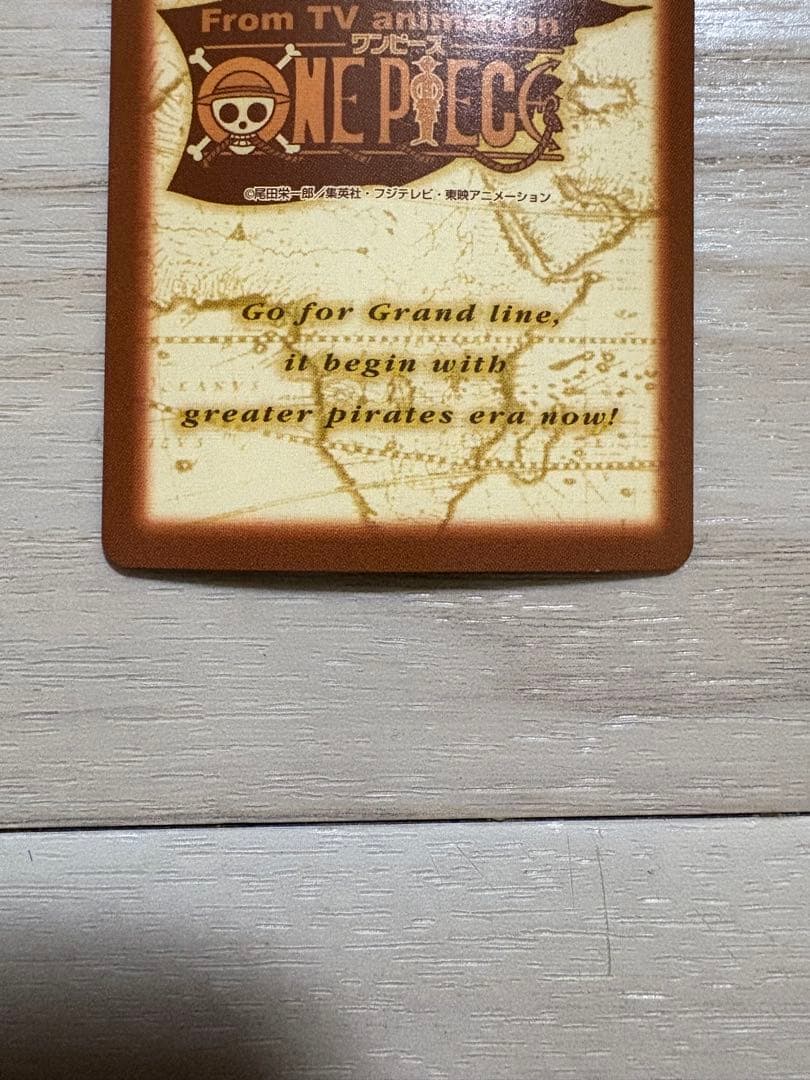 From TV animation
ワンピース
ONE PIECE
©尾田栄一郎／集英社・フジテレビ・東映アニメーション
Go for Grand line,
it begin with
OCEANVS
greater pirates era now!